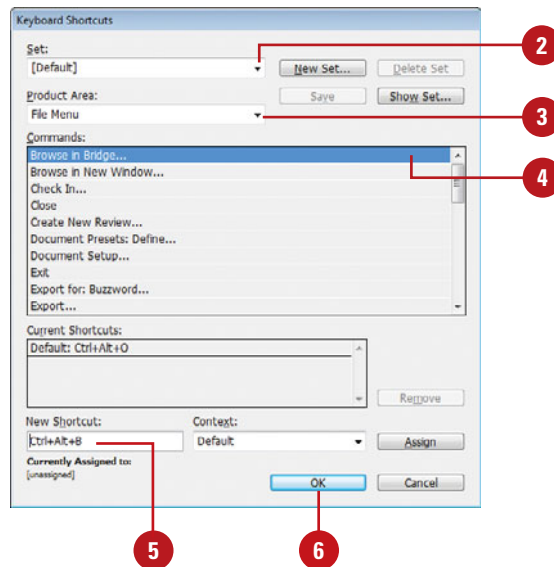 Keyboard Shortcuts
Set:
[Default]
New Set...
Delete Set
2
Product Area:
Save
Show Set...
File Menu
3
Commands:
Browse in Bridge...
4
Browse in New Window...
Check In...
Close
Create New Review...
Document Presets: Define...
Document Setup...
Exit
Export for: Buzzword...
Export...
Current Shortcuts:
Default: Ctrl+Alt+O
Remove
New Shortcut:
Context:
Ctrl+Alt+B
Default
Assign
Currently Assigned to:
[unassigned]
OK
Cancel
5
6